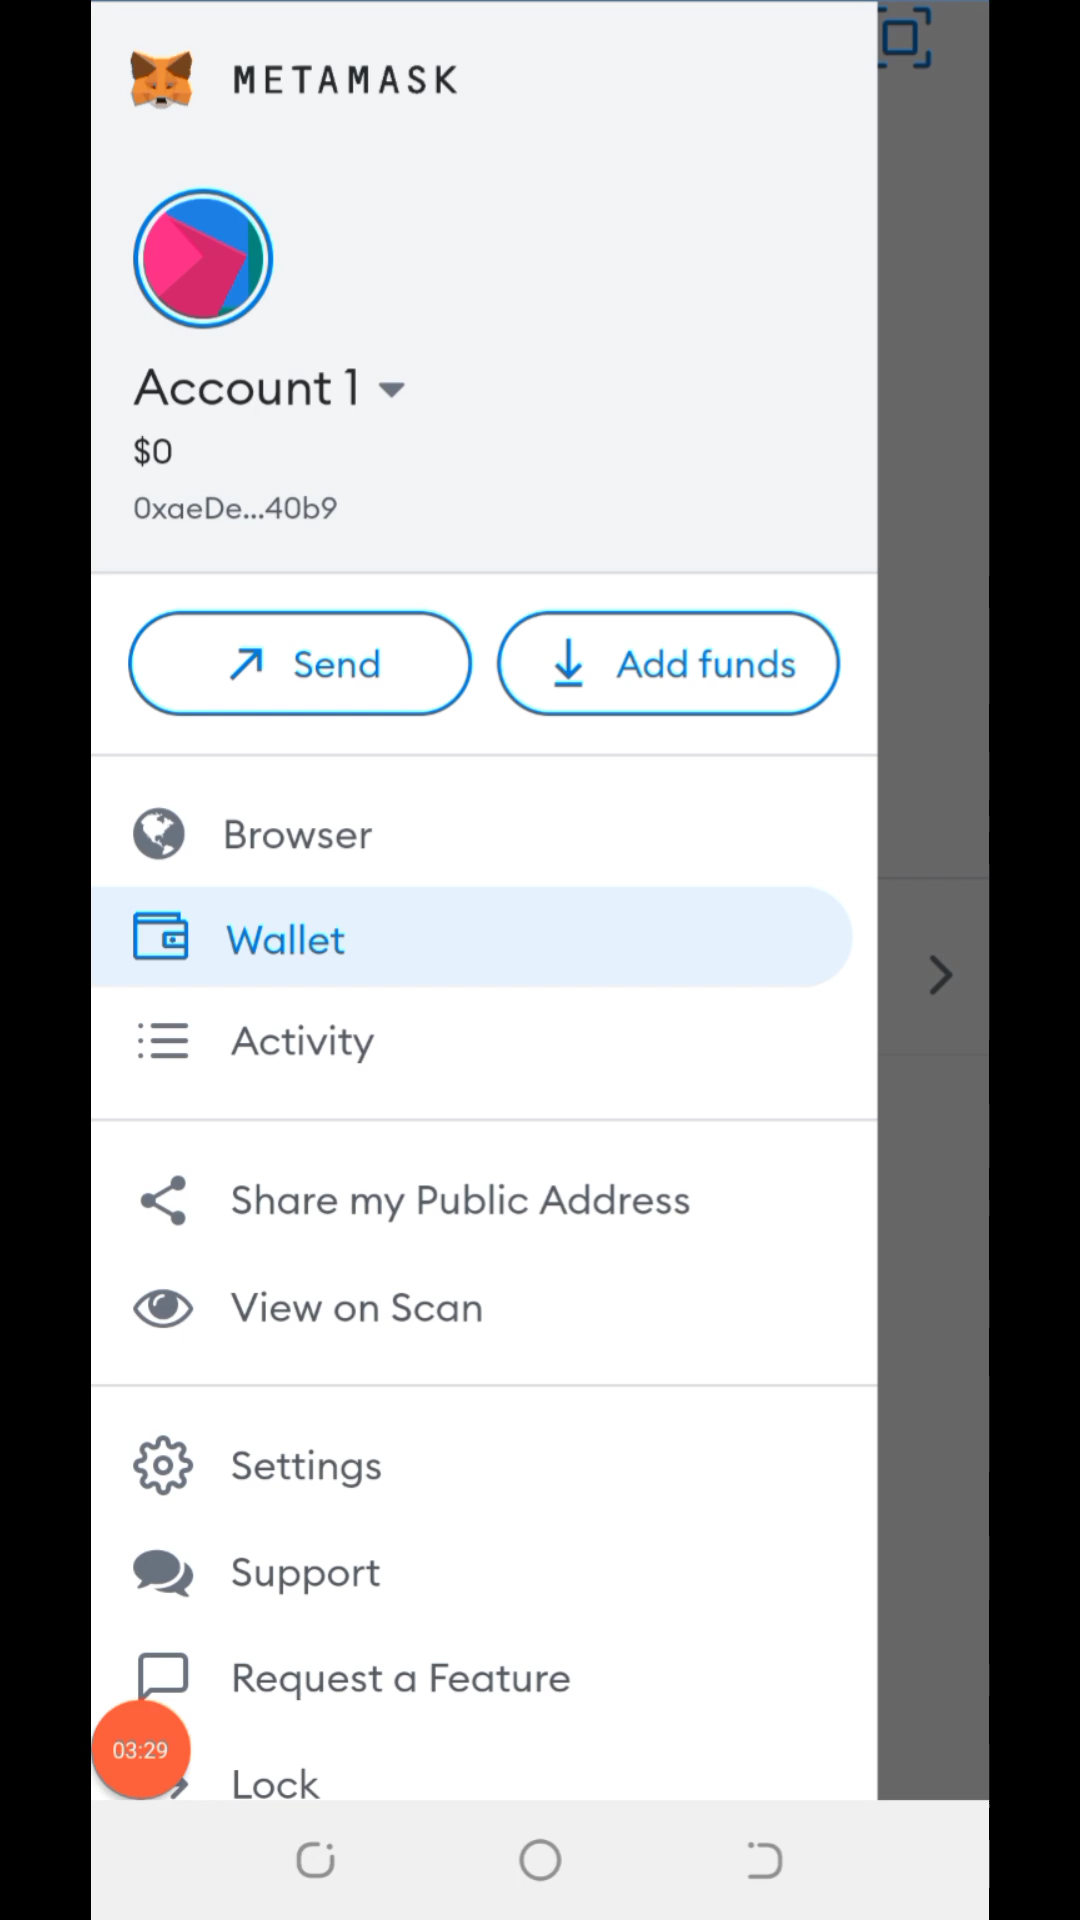 METAMASK
Account 1
$0
0xaeDe...40b9
Send
Add funds
Browser
Wallet
Activity
Share my Public Address
View on Scan
Settings
Support
Request a Feature
03:29
Lock